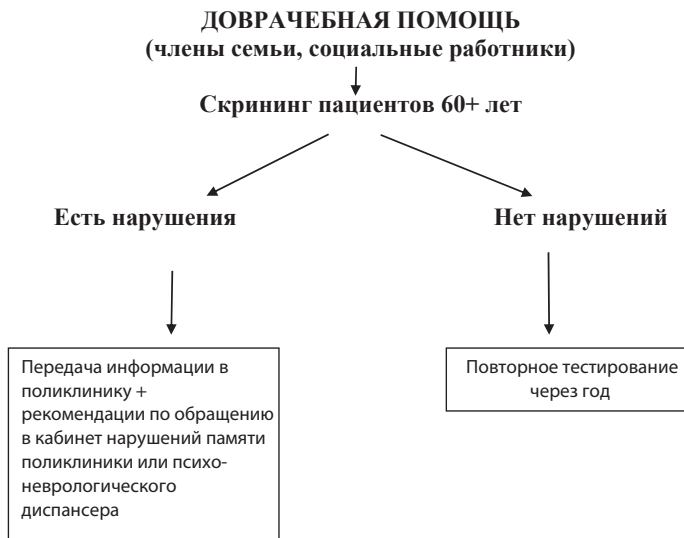 ДОВРАЧЕБНАЯ ПОМОЩЬ
(члены семьи, социальные работники)
Скрининг пациентов 60+ лет
Есть нарушения
Нет нарушений
Передача информации в
поликлинику +
рекомендации по обращению
в кабинет нарушений памяти
поликлиники или психо-
неврологического
диспансера
Повторное тестирование
через год